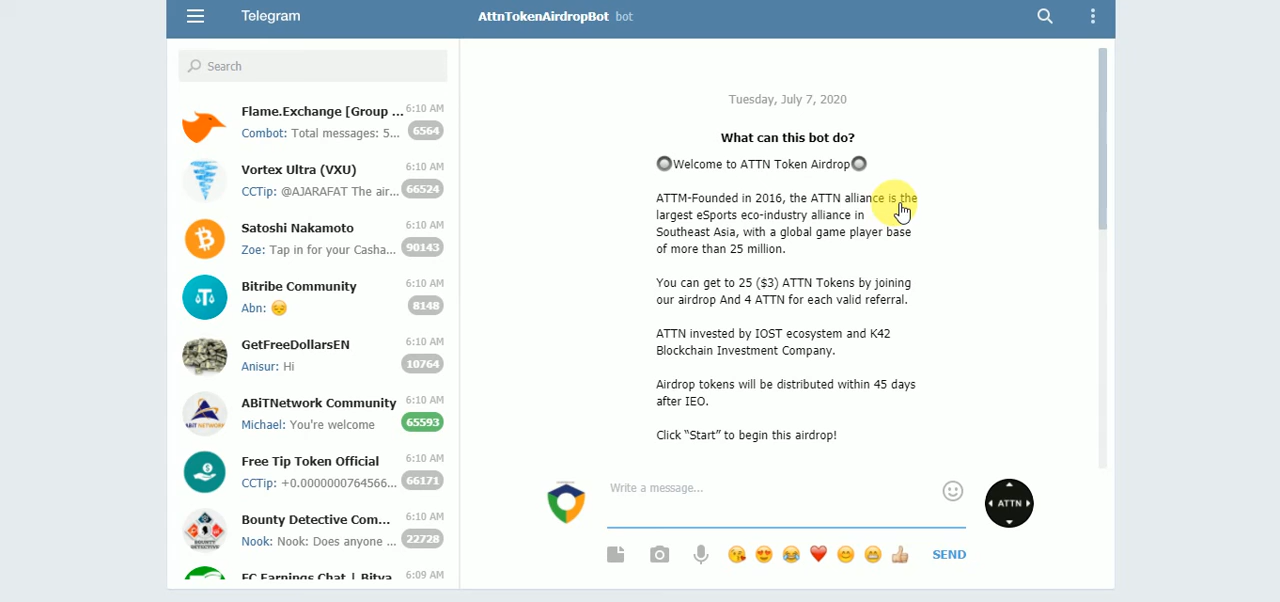 Telegram
AttnTokenAirdropBot bot
Search
Flame.Exchange [Group ... 6:10 AM
Combot: Total messages: 5... 6564
Vortex Ultra (VXU) 6:10 AM
CCTip: @AJARAFAT The air... 66524
Satoshi Nakamoto 6:10 AM
Zoe: Tap in for your Casha... 90143
Bitribe Community 6:10 AM
Abn: 😔 8148
GetFreeDollarsEN 6:10 AM
Anisur: Hi 10764
ABiTNetwork Community 6:10 AM
Michael: You're welcome 65593
ABIT NETWORK
Free Tip Token Official 6:10 AM
CCTip: +0.0000000764566... 66171
Bounty Detective Com... 6:10 AM
Nook: Nook: Does anyone ... 22728
BOUNTY DETECTIVE
EC Earnings Chat | Bitva 6:09 AM
Tuesday, July 7, 2020
What can this bot do?
🔘Welcome to ATTN Token Airdrop🔘
ATTM-Founded in 2016, the ATTN alliance is the
largest eSports eco-industry alliance in
Southeast Asia, with a global game player base
of more than 25 million.
You can get to 25 ($3) ATTN Tokens by joining
our airdrop And 4 ATTN for each valid referral.
ATTN invested by IOST ecosystem and K42
Blockchain Investment Company.
Airdrop tokens will be distributed within 45 days
after IEO.
Click “Start” to begin this airdrop!
Write a message...
ATTN
😘 😍 😂 ❤️ 😊 😁 👍 SEND